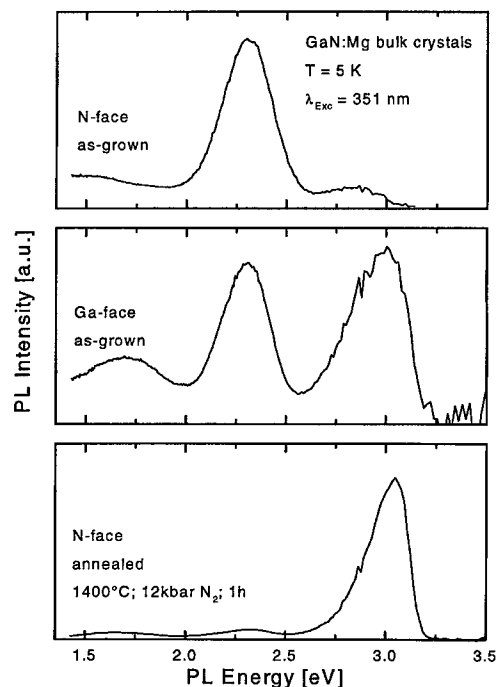 GaN:Mg bulk crystals
T = 5 K
λExc = 351 nm
N-face
as-grown
Ga-face
as-grown
N-face
annealed
1400°C; 12kbar N2; 1h
PL Intensity [a.u.]
1.5 2.0 2.5 3.0 3.5
PL Energy [eV]